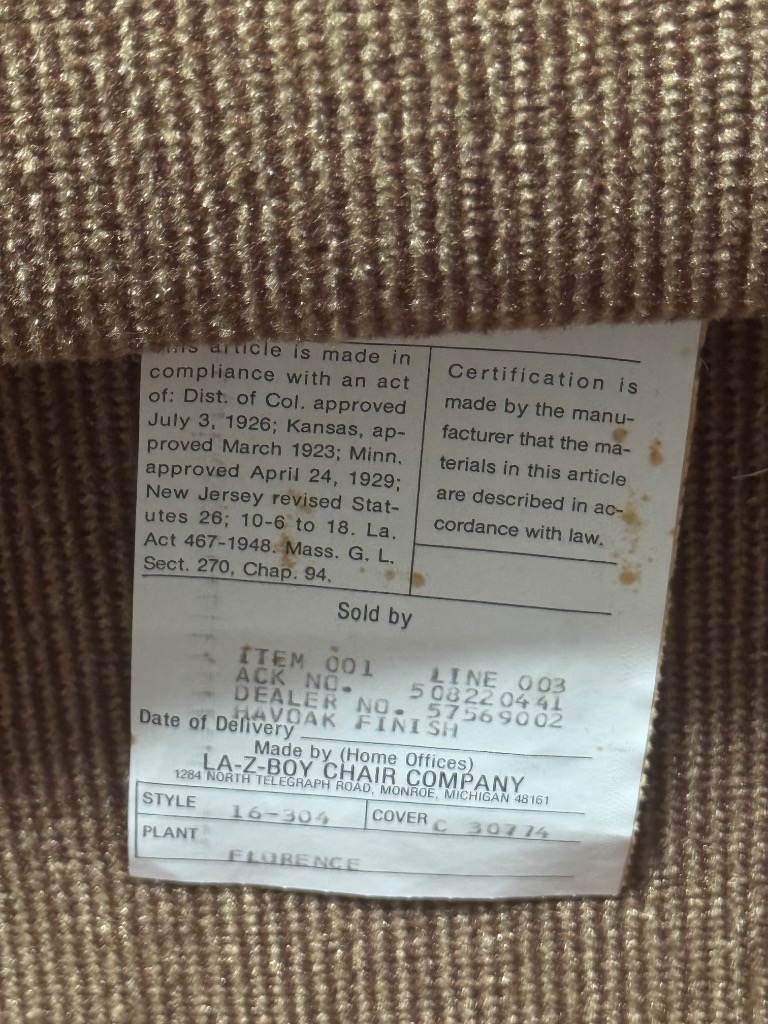 This article is made in
compliance with an act
of: Dist. of Col. approved
July 3, 1926; Kansas, ap-
proved March 1923; Minn.
approved April 24, 1929;
New Jersey revised Stat-
utes 26; 10-6 to 18. La.
Act 467-1948. Mass. G. L.
Sect. 270, Chap. 94.
Certification is
made by the manu-
facturer that the ma-
terials in this article
are described in ac-
cordance with law.
Sold by
ITEM 001 LINE 003
ACK NO. 508220441
DEALER NO. 57569002
HAVOAK FINISH
Date of Delivery
Made by (Home Offices)
LA-Z-BOY CHAIR COMPANY
1284 NORTH TELEGRAPH ROAD, MONROE, MICHIGAN 48161
STYLE 16-304 COVER C 30774
PLANT FLORENCE